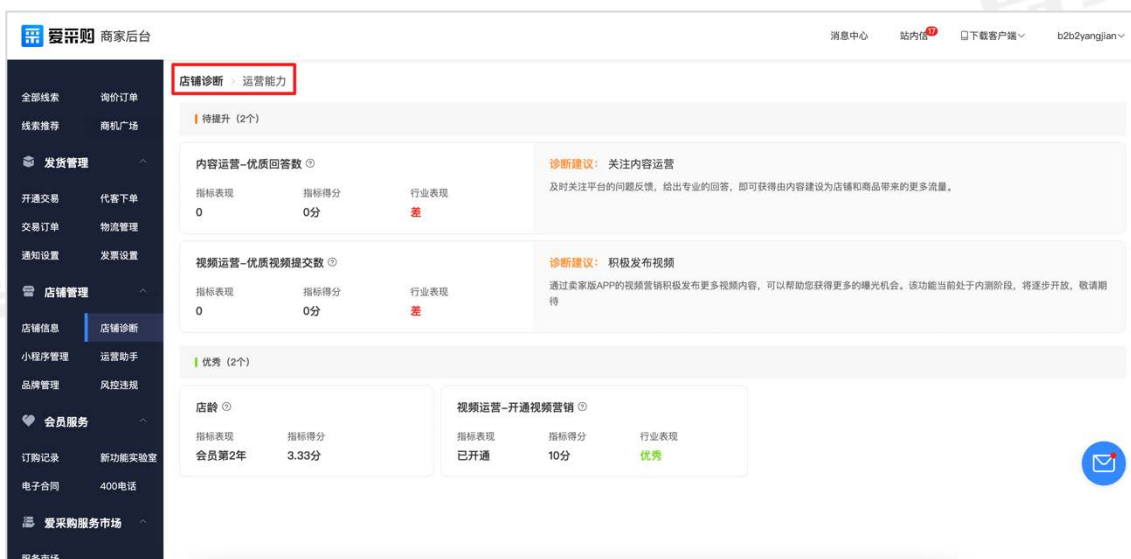 爱采购 商家后台
消息中心 站内信 17 下载客户端 b2b2yangjian
店铺诊断 > 运营能力
全部线索 询价订单
线索推荐 商机广场
发货管理
开通交易 代客下单
交易订单 物流管理
通知设置 发票设置
店铺管理
店铺信息 店铺诊断
小程序管理 运营助手
品牌管理 风控违规
会员服务
订购记录 新功能实验室
电子合同 400电话
爱采购服务市场
服务市场
待提升（2个）
内容运营-优质回答数
指标表现 指标得分 行业表现
0 0分 差
诊断建议： 关注内容运营
及时关注平台的问题反馈，给出专业的回答，即可获得由内容建设为店铺和商品带来的更多流量。
视频运营-优质视频提交数
指标表现 指标得分 行业表现
0 0分 差
诊断建议： 积极发布视频
通过卖家版APP的视频营销积极发布更多视频内容，可以帮助您获得更多的曝光机会。该功能当前处于内测阶段，将逐步开放，敬请期
待
优秀（2个）
店龄
指标表现 指标得分
会员第2年 3.33分
视频运营-开通视频营销
指标表现 指标得分 行业表现
已开通 10分 优秀